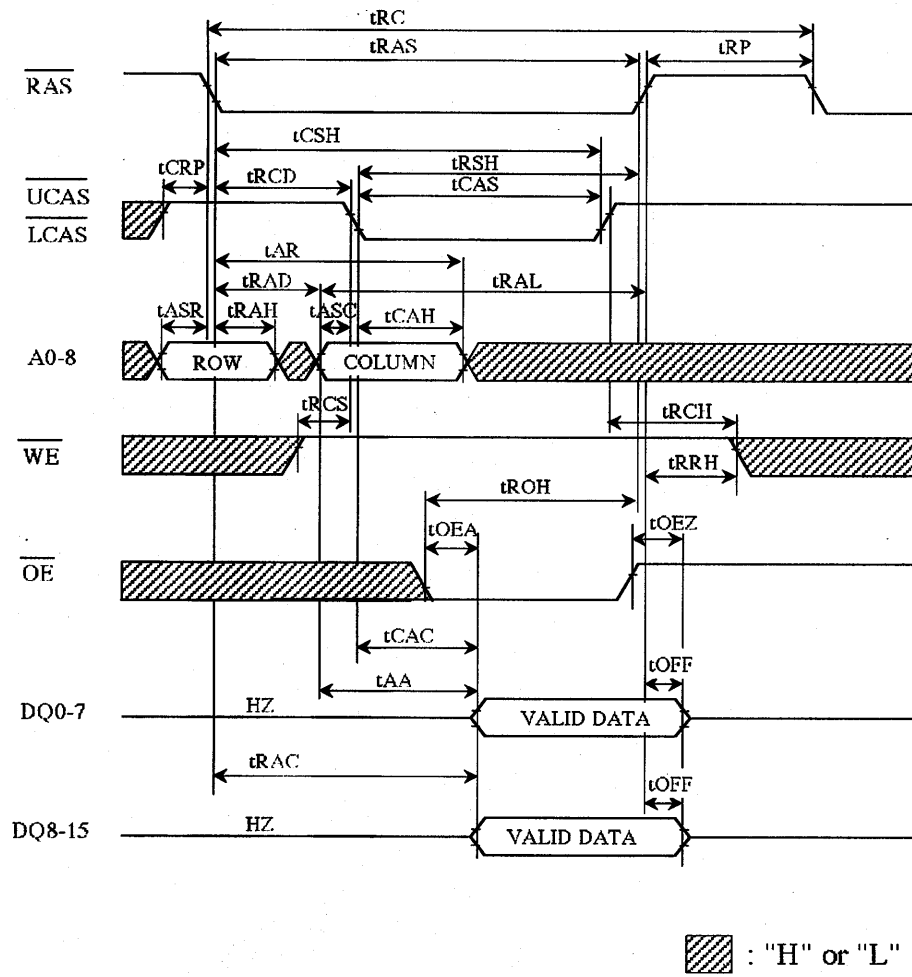 tRC
tRAS
tRP
RAS
tCSH
tCRP
tRCD
tRSH
tCAS
UCAS
LCAS
tAR
tRAD
tRAL
tASR
tRAH
tASC
tCAH
A0-8
ROW
COLUMN
tRCS
tRCH
WE
tRRH
tROH
tOEA
tOEZ
OE
tCAC
tOFF
tAA
DQ0-7
HZ
VALID DATA
tRAC
tOFF
DQ8-15
HZ
VALID DATA
: "H" or "L"